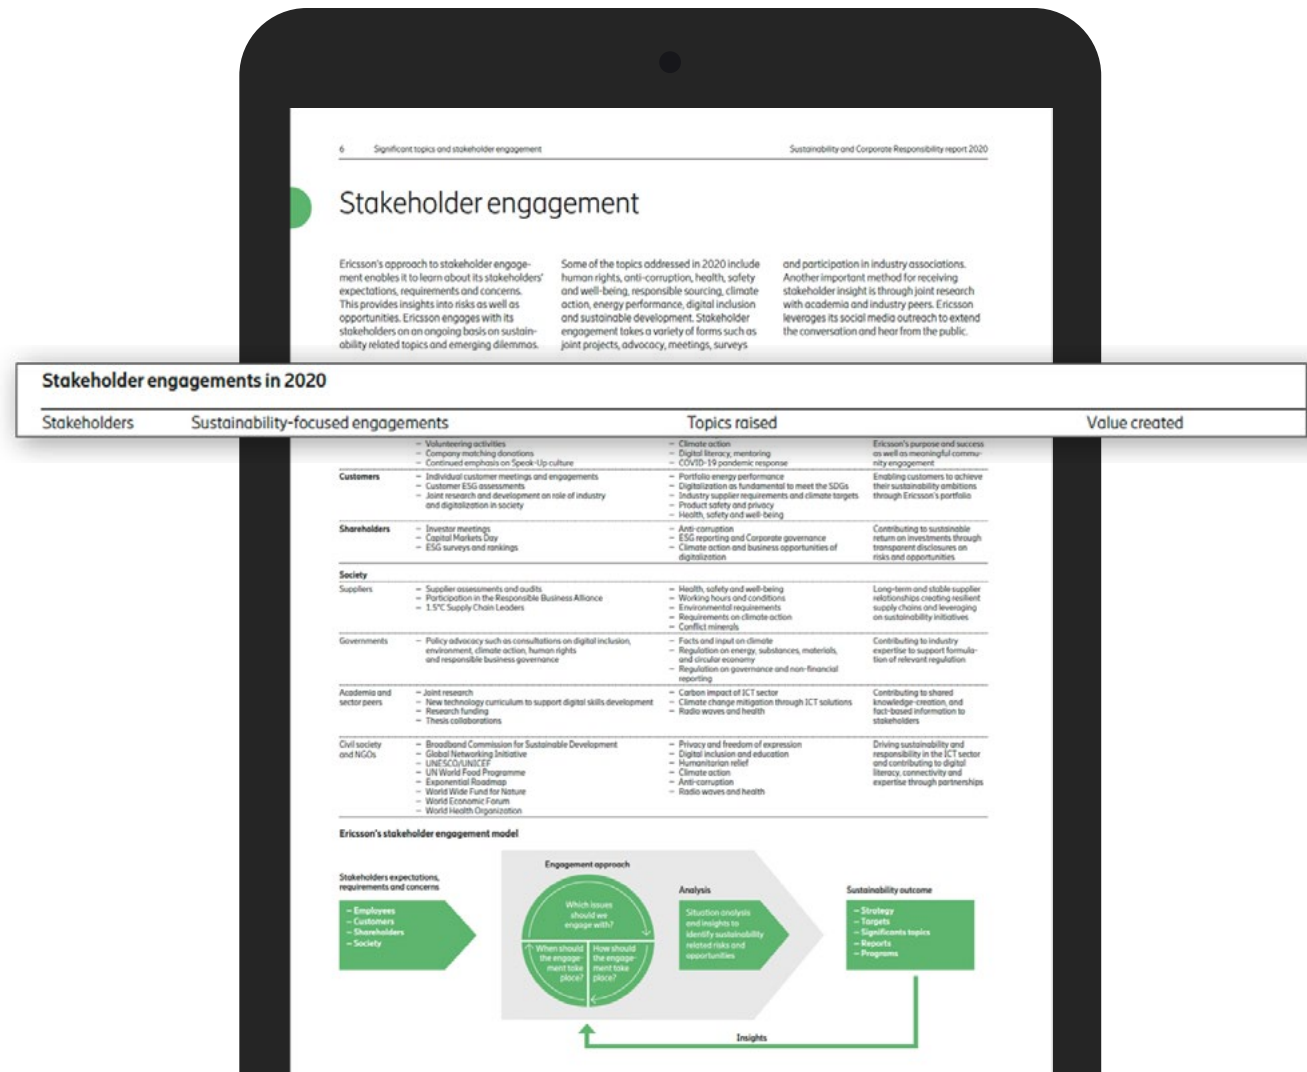 6 Significant topics and stakeholder engagement Sustainability and Corporate Responsibility report 2020
Stakeholder engagement
Ericsson's approach to stakeholder engage-
ment enables it to learn about its stakeholders'
expectations, requirements and concerns.
This provides insights into risks as well as
opportunities. Ericsson engages with its
stakeholders on an ongoing basis on sustain-
ability related topics and emerging dilemmas.
Some of the topics addressed in 2020 include
human rights, anti-corruption, health, safety
and well-being, responsible sourcing, climate
action, energy performance, digital inclusion
and sustainable development. Stakeholder
engagement takes a variety of forms such as
joint projects, advocacy, meetings, surveys
and participation in industry associations.
Another important method for receiving
stakeholder insight is through joint research
with academia and industry peers. Ericsson
leverages its social media outreach to extend
the conversation and hear from the public.
Stakeholder engagements in 2020
Stakeholders Sustainability-focused engagements Topics raised Value created
– Volunteering activities
– Company matching donations
– Continued emphasis on Speak-Up culture
– Climate action
– Digital literacy, mentoring
– COVID-19 pandemic response
Ericsson's purpose and success
as well as meaningful commu-
nity engagement
Customers
– Individual customer meetings and engagements
– Customer ESG assessments
– Joint research and development on role of industry
and digitalization in society
– Portfolio energy performance
– Digitalization as fundamental to meet the SDGs
– Industry supplier requirements and climate targets
– Product safety and privacy
– Health, safety and well-being
Enabling customers to achieve
their sustainability ambitions
through Ericsson's portfolio
Shareholders
– Investor meetings
– Capital Markets Day
– ESG surveys and rankings
– Anti-corruption
– ESG reporting and Corporate governance
– Climate action and business opportunities of
digitalization
Contributing to sustainable
return on investments through
transparent disclosures on
risks and opportunities
Society
Suppliers
– Supplier assessments and audits
– Participation in the Responsible Business Alliance
– 1.5°C Supply Chain Leaders
– Health, safety and well-being
– Working hours and conditions
– Environmental requirements
– Requirements on climate action
– Conflict minerals
Long-term and stable supplier
relationships creating resilient
supply chains and leveraging
on sustainability initiatives
Governments
– Policy advocacy such as consultations on digital inclusion,
environment, climate action, human rights
and responsible business governance
– Facts and input on climate
– Regulation on energy, substances, materials,
and circular economy
– Regulation on governance and non-financial
reporting
Contributing to industry
expertise to support formula-
tion of relevant regulation
Academia and
sector peers
– Joint research
– New technology curriculum to support digital skills development
– Research funding
– Thesis collaborations
– Carbon impact of ICT sector
– Climate change mitigation through ICT solutions
– Radio waves and health
Contributing to shared
knowledge-creation, and
fact-based information to
stakeholders
Civil society
and NGOs
– Broadband Commission for Sustainable Development
– Global Networking Initiative
– UNESCO/UNICEF
– UN World Food Programme
– Exponential Roadmap
– World Wide Fund for Nature
– World Economic Forum
– World Health Organization
– Privacy and freedom of expression
– Digital inclusion and education
– Humanitarian relief
– Climate action
– Anti-corruption
– Radio waves and health
Driving sustainability and
responsibility in the ICT sector
and contributing to digital
literacy, connectivity and
expertise through partnerships
Ericsson's stakeholder engagement model
Stakeholders expectations,
requirements and concerns
– Employees
– Customers
– Shareholders
– Society
Engagement approach
Which issues
should we
engage with?
When should
the engage-
ment take
place?
How should
the engage-
ment take
place?
Analysis
Situation analysis
and insights to
identify sustainability
related risks and
opportunities
Sustainability outcome
– Strategy
– Targets
– Significants topics
– Reports
– Programs
Insights